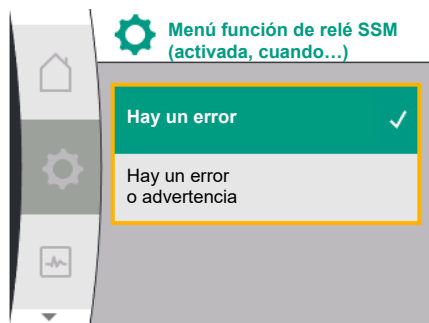 Menú función de relé SSM
(activada, cuando…)
Hay un error
Hay un error
o advertencia